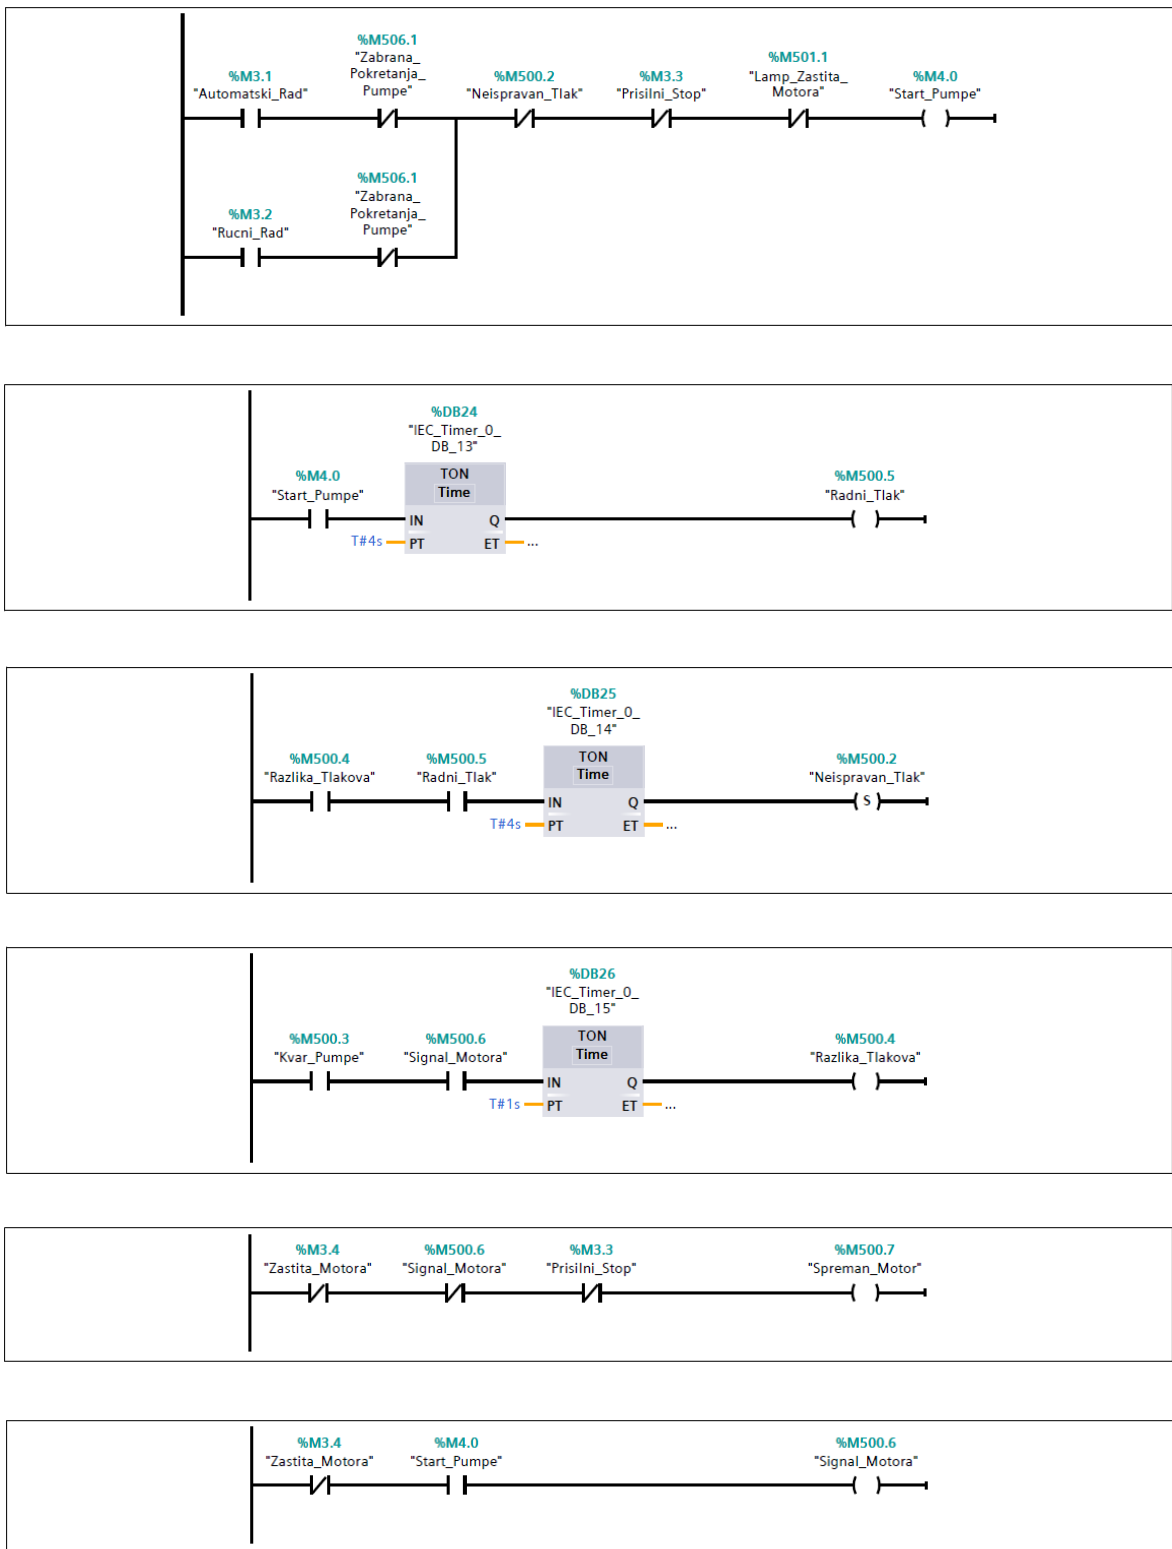 %M506.1
"Zabrana_
Pokretanja_
Pumpe"
%M3.1
"Automatski_Rad"
%M500.2
"Neispravan_Tlak"
%M3.3
"Prisilni_Stop"
%M501.1
"Lamp_Zastita_
Motora"
%M4.0
"Start_Pumpe"
%M506.1
"Zabrana_
Pokretanja_
Pumpe"
%M3.2
"Rucni_Rad"
%DB24
"IEC_Timer_0_
DB_13"
%M4.0
"Start_Pumpe"
TON
Time
%M500.5
"Radni_Tlak"
IN Q
T#4s PT ET ...
%DB25
"IEC_Timer_0_
DB_14"
%M500.4
"Razlika_Tlakova"
%M500.5
"Radni_Tlak"
TON
Time
%M500.2
"Neispravan_Tlak"
S
IN Q
T#4s PT ET ...
%DB26
"IEC_Timer_0_
DB_15"
%M500.3
"Kvar_Pumpe"
%M500.6
"Signal_Motora"
TON
Time
%M500.4
"Razlika_Tlakova"
IN Q
T#1s PT ET ...
%M3.4
"Zastita_Motora"
%M500.6
"Signal_Motora"
%M3.3
"Prisilni_Stop"
%M500.7
"Spreman_Motor"
%M3.4
"Zastita_Motora"
%M4.0
"Start_Pumpe"
%M500.6
"Signal_Motora"